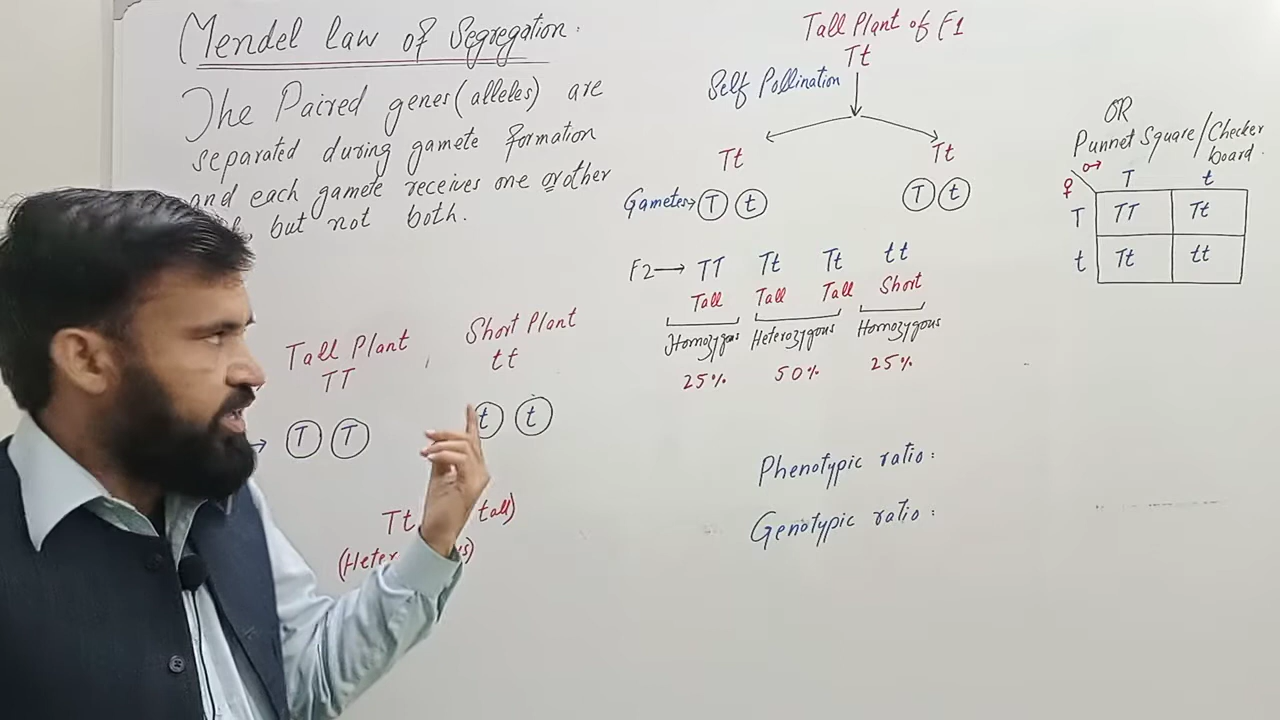 Mendel law of Segregation:
The Paired genes (alleles) are
separated during gamete formation
and each gamete receives one or other
but not both.
Tall Plant , Short Plant
TT tt
→ T T t t
Tt tall)
(Heter s)
Tall Plant of F1
Tt
Self Pollination
Tt Tt
Gametes→ T t T t
F2→ TT Tt Tt tt
Tall Tall Tall Short
Homozygous Heterozygous Homozygous
25% 50% 25%
Phenotypic ratio:
Genotypic ratio:
OR
Punnet Square/Checker
board.
♂
♀ T t
T TT Tt
t Tt tt